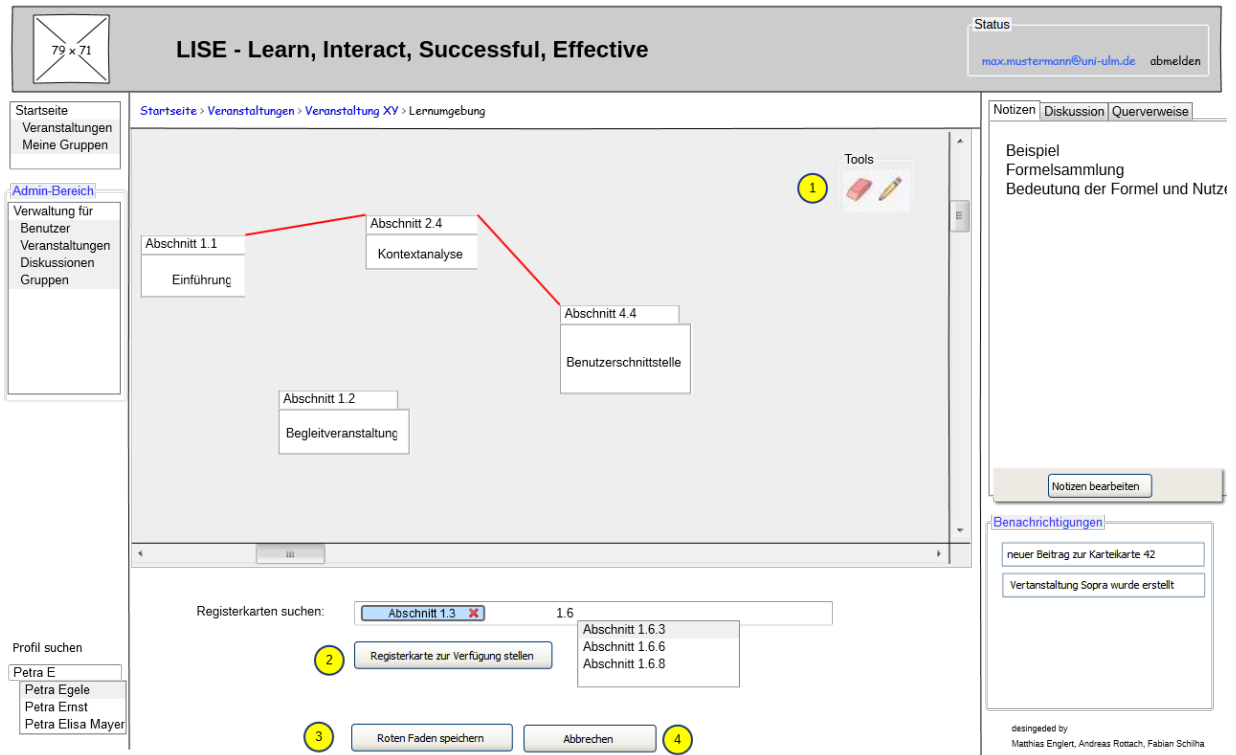 79 x 71
LISE - Learn, Interact, Successful, Effective
Status
max.mustermann@uni-ulm.de abmelden
Startseite
Veranstaltungen
Meine Gruppen
Admin-Bereich
Verwaltung für
Benutzer
Veranstaltungen
Diskussionen
Gruppen
Profil suchen
Petra E
Petra Egele
Petra Ernst
Petra Elisa Mayer
Startseite > Veranstaltungen > Veranstaltung XY > Lernumgebung
Tools
1
Abschnitt 1.1
Einführung
Abschnitt 2.4
Kontextanalyse
Abschnitt 4.4
Benutzerschnittstelle
Abschnitt 1.2
Begleitveranstaltung
Registerkarten suchen:
Abschnitt 1.3
1.6
Abschnitt 1.6.3
Abschnitt 1.6.6
Abschnitt 1.6.8
2
Registerkarte zur Verfügung stellen
3
Roten Faden speichern
Abbrechen
4
Notizen Diskussion Querverweise
Beispiel
Formelsammlung
Bedeutung der Formel und Nutze
Notizen bearbeiten
Benachrichtigungen
neuer Beitrag zur Karteikarte 42
Vertanstaltung Sopra wurde erstellt
desingeded by
Matthias Englert, Andreas Rottach, Fabian Schilha